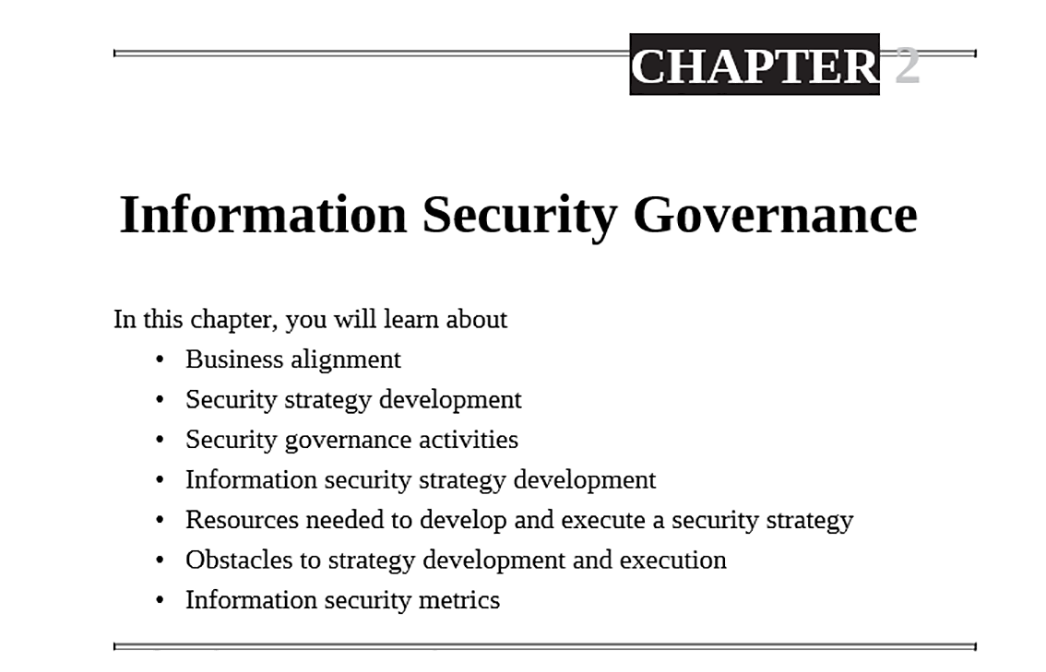 CHAPTER 2
Information Security Governance
In this chapter, you will learn about
• Business alignment
• Security strategy development
• Security governance activities
• Information security strategy development
• Resources needed to develop and execute a security strategy
• Obstacles to strategy development and execution
• Information security metrics